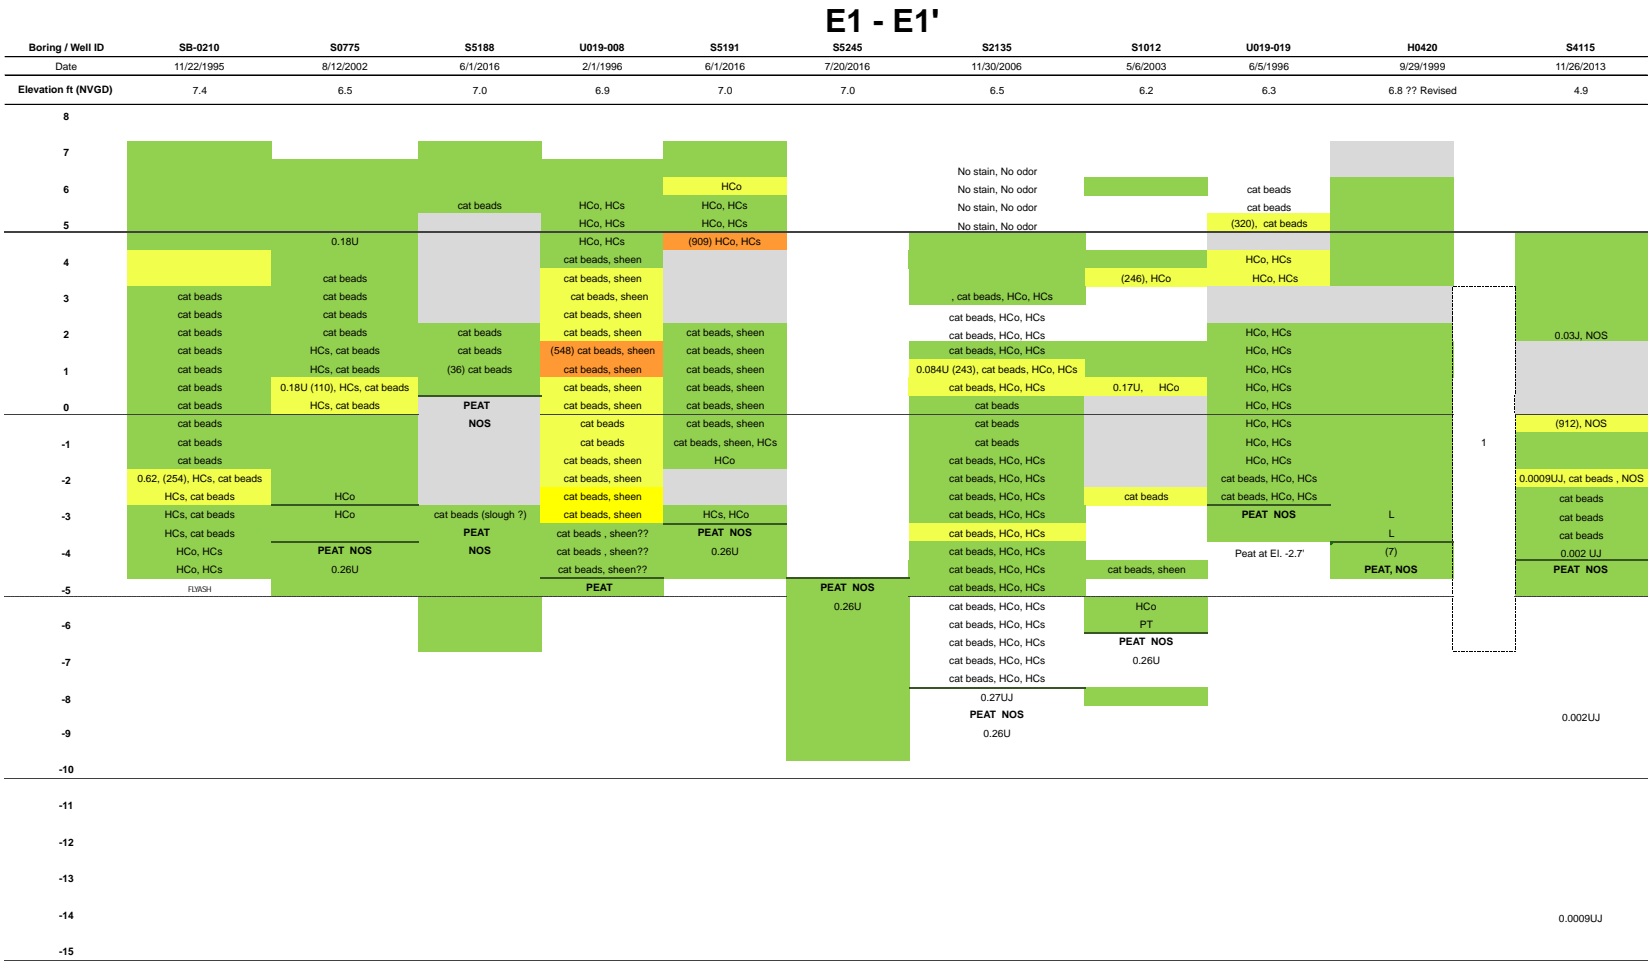 E1 - E1'
Boring / Well ID SB-0210 S0775 S5188 U019-008 S5191 S5245 S2135 S1012 U019-019 H0420 S4115
Date 11/22/1995 8/12/2002 6/1/2016 2/1/1996 6/1/2016 7/20/2016 11/30/2006 5/6/2003 6/5/1996 9/29/1999 11/26/2013
Elevation ft (NVGD) 7.4 6.5 7.0 6.9 7.0 7.0 6.5 6.2 6.3 6.8 ?? Revised 4.9
8
7
No stain, No odor
6 HCo No stain, No odor cat beads
cat beads HCo, HCs HCo, HCs No stain, No odor cat beads
5 HCo, HCs HCo, HCs No stain, No odor (320), cat beads
0.18U HCo, HCs (909) HCo, HCs
4 cat beads, sheen HCo, HCs
cat beads cat beads, sheen (246), HCo HCo, HCs
3 cat beads cat beads cat beads, sheen , cat beads, HCo, HCs
cat beads cat beads cat beads, sheen cat beads, HCo, HCs
2 cat beads cat beads cat beads cat beads, sheen cat beads, sheen cat beads, HCo, HCs HCo, HCs 0.03J, NOS
cat beads HCs, cat beads cat beads (548) cat beads, sheen cat beads, sheen cat beads, HCo, HCs HCo, HCs
1 cat beads HCs, cat beads (36) cat beads cat beads, sheen cat beads, sheen 0.084U (243), cat beads, HCo, HCs HCo, HCs
cat beads 0.18U (110), HCs, cat beads cat beads, sheen cat beads, sheen cat beads, HCo, HCs 0.17U, HCo HCo, HCs
0 cat beads HCs, cat beads PEAT cat beads, sheen cat beads, sheen cat beads HCo, HCs
cat beads NOS cat beads cat beads, sheen cat beads HCo, HCs (912), NOS
-1 cat beads cat beads cat beads, sheen, HCs cat beads HCo, HCs 1
cat beads cat beads, sheen HCo cat beads, HCo, HCs HCo, HCs
-2 0.62, (254), HCs, cat beads cat beads, sheen cat beads, HCo, HCs cat beads, HCo, HCs 0.0009UJ, cat beads , NOS
HCs, cat beads HCo cat beads, sheen cat beads, HCo, HCs cat beads cat beads, HCo, HCs cat beads
-3 HCs, cat beads HCo cat beads (slough ?) cat beads, sheen HCs, HCo cat beads, HCo, HCs PEAT NOS L cat beads
HCs, cat beads PEAT cat beads , sheen?? PEAT NOS cat beads, HCo, HCs L cat beads
-4 HCo, HCs PEAT NOS NOS cat beads , sheen?? 0.26U cat beads, HCo, HCs Peat at El. -2.7' (7) 0.002 UJ
HCo, HCs 0.26U cat beads, sheen?? cat beads, HCo, HCs cat beads, sheen PEAT, NOS PEAT NOS
-5 FLYASH PEAT PEAT NOS cat beads, HCo, HCs
0.26U cat beads, HCo, HCs HCo
-6 cat beads, HCo, HCs PT
cat beads, HCo, HCs PEAT NOS
-7 cat beads, HCo, HCs 0.26U
cat beads, HCo, HCs
-8 0.27UJ
PEAT NOS 0.002UJ
-9 0.26U
-10
-11
-12
-13
-14 0.0009UJ
-15